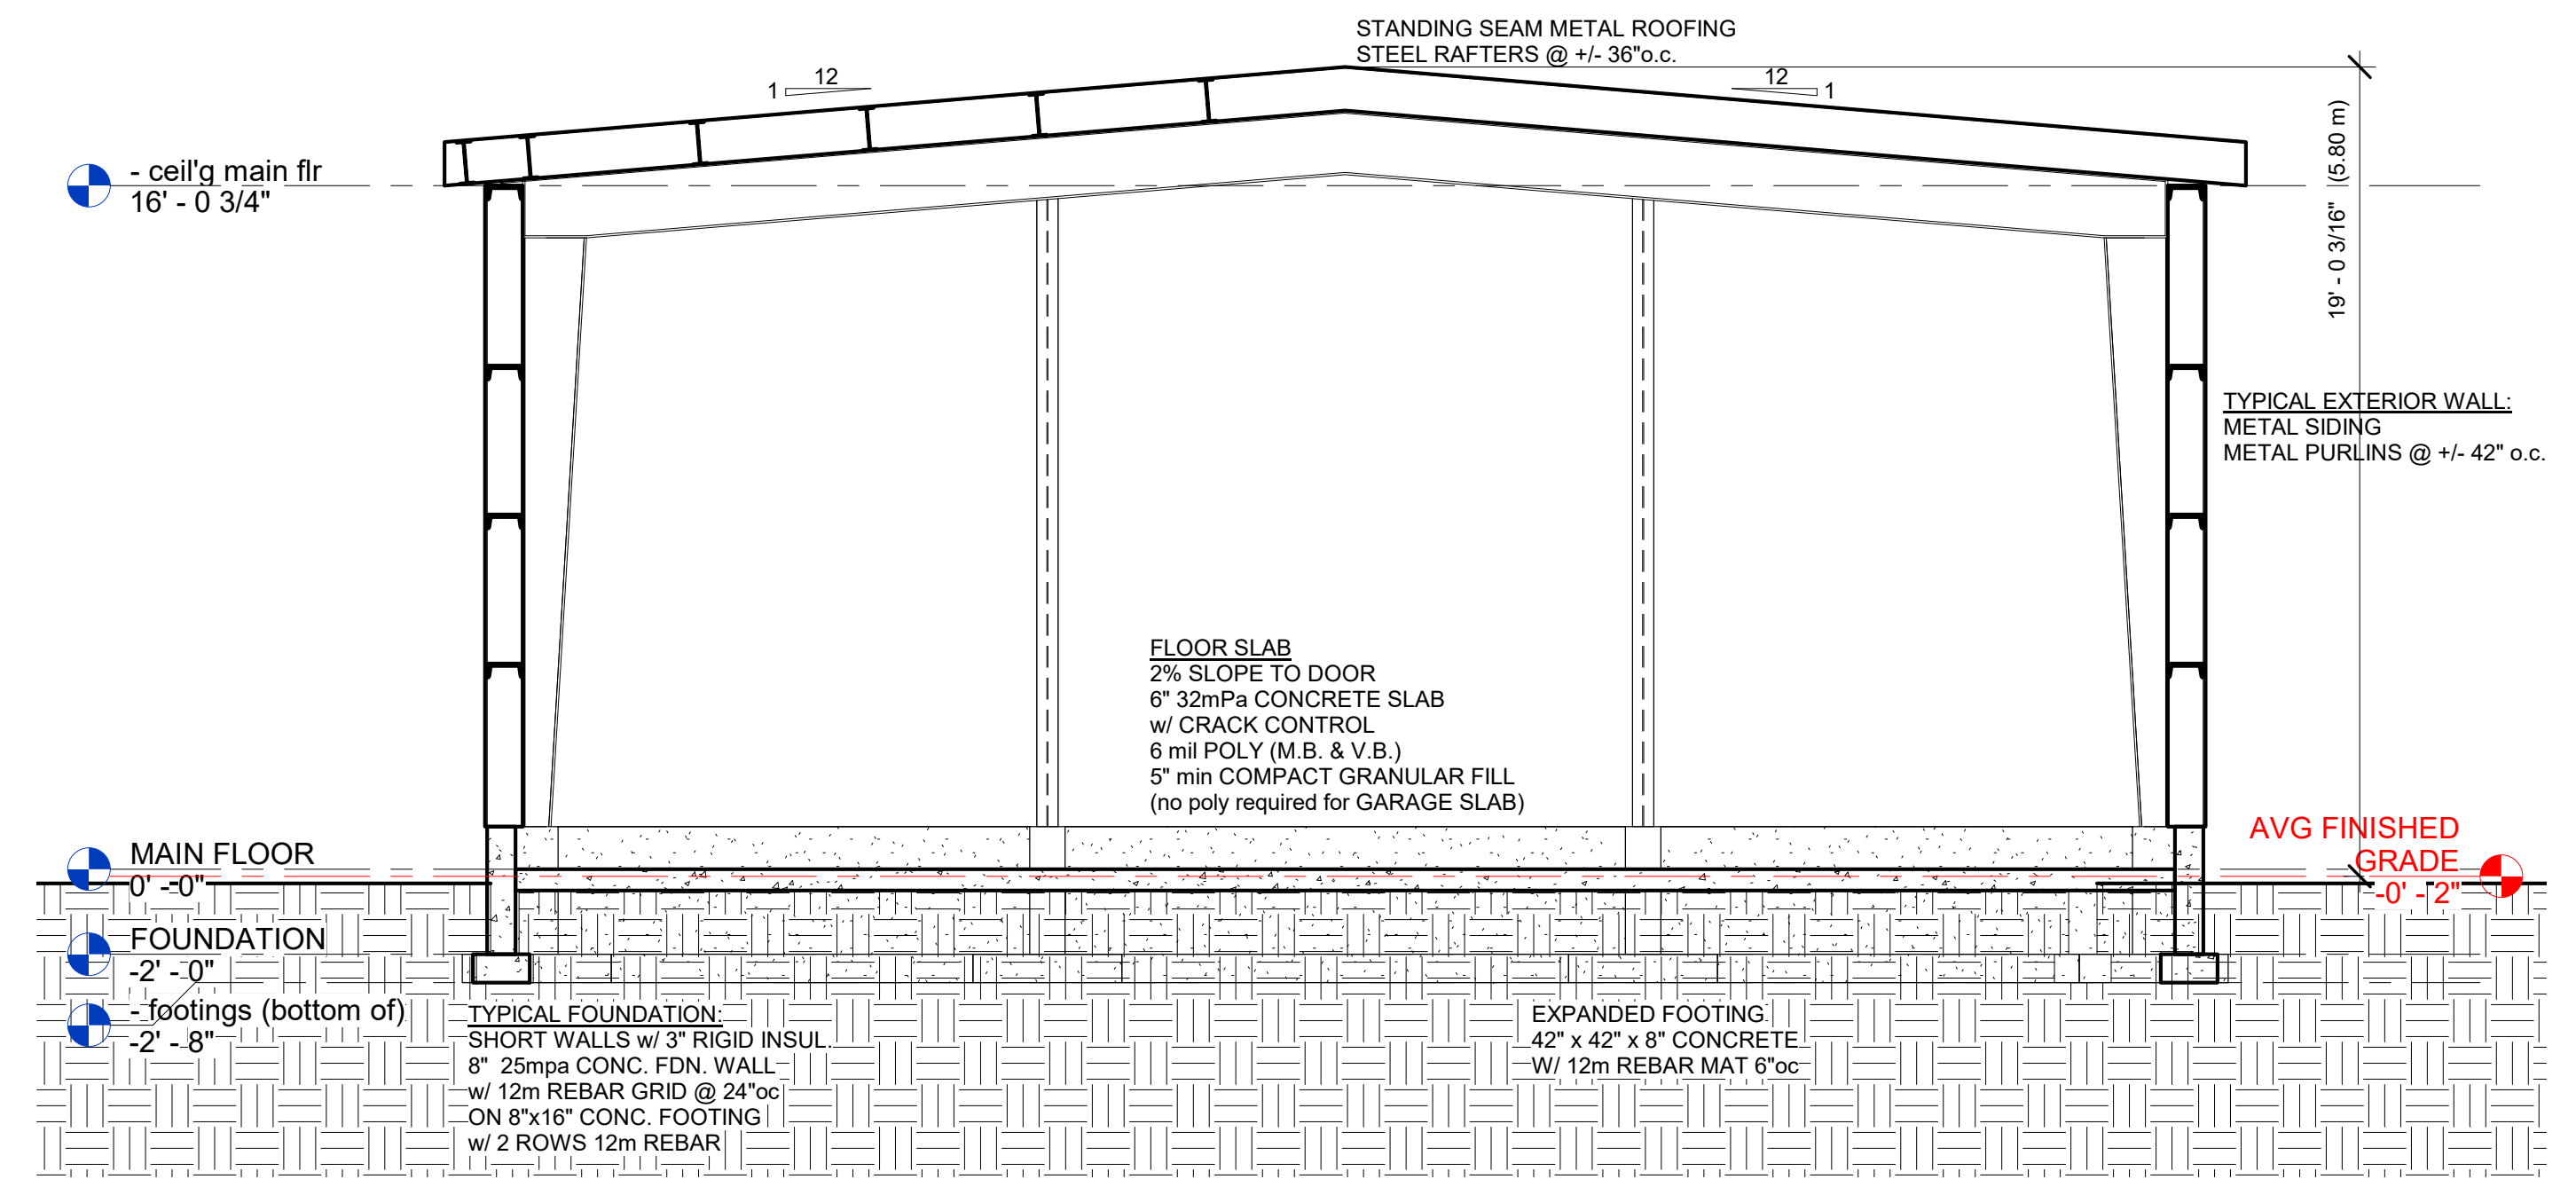 STANDING SEAM METAL ROOFING
STEEL RAFTERS @ +/- 36"o.c.
12
1
12
1
19' - 0 3/16" (5.80 m)
- ceil'g main flr
16' - 0 3/4"
TYPICAL EXTERIOR WALL:
METAL SIDING
METAL PURLINS @ +/- 42" o.c.
FLOOR SLAB
2% SLOPE TO DOOR
6" 32mPa CONCRETE SLAB
w/ CRACK CONTROL
6 mil POLY (M.B. & V.B.)
5" min COMPACT GRANULAR FILL
(no poly required for GARAGE SLAB)
MAIN FLOOR
0' - 0"
AVG FINISHED
GRADE
-0' - 2"
FOUNDATION
-2' - 0"
- footings (bottom of)
-2' - 8"
TYPICAL FOUNDATION:
SHORT WALLS w/ 3" RIGID INSUL.
8" 25mpa CONC. FDN. WALL
w/ 12m REBAR GRID @ 24"oc
ON 8"x16" CONC. FOOTING
w/ 2 ROWS 12m REBAR
EXPANDED FOOTING
42" x 42" x 8" CONCRETE
W/ 12m REBAR MAT 6"oc